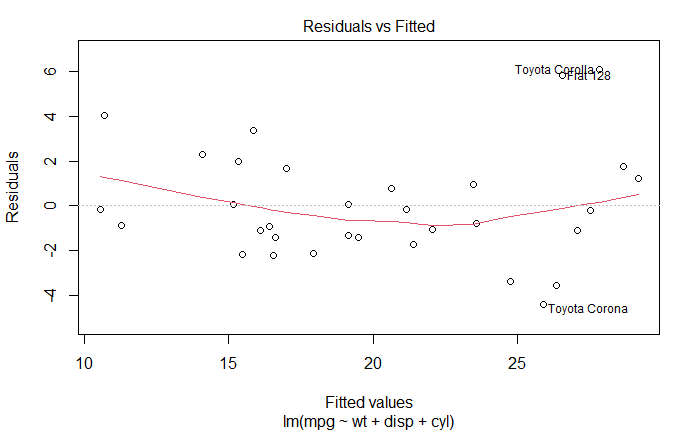 Residuals vs Fitted
Residuals
6
4
2
0
-2
-4
Toyota Corolla
Fiat 128
Toyota Corona
10 15 20 25
Fitted values
lm(mpg ~ wt + disp + cyl)